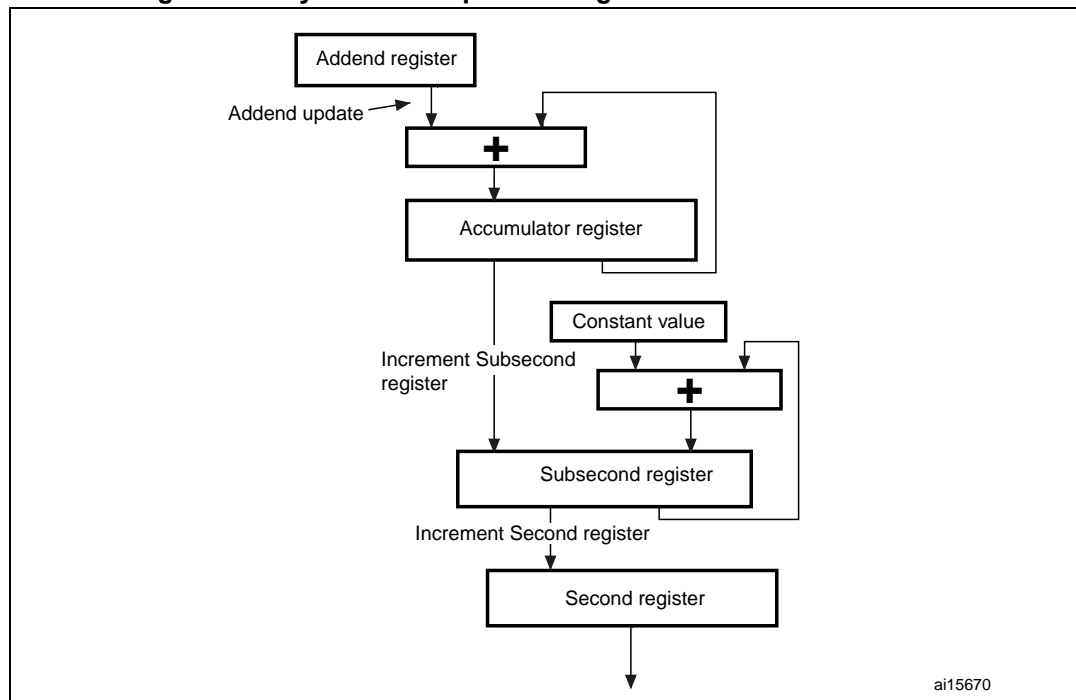 Addend register
Addend update
+
Accumulator register
Constant value
Increment Subsecond
register
+
Subsecond register
Increment Second register
Second register
ai15670